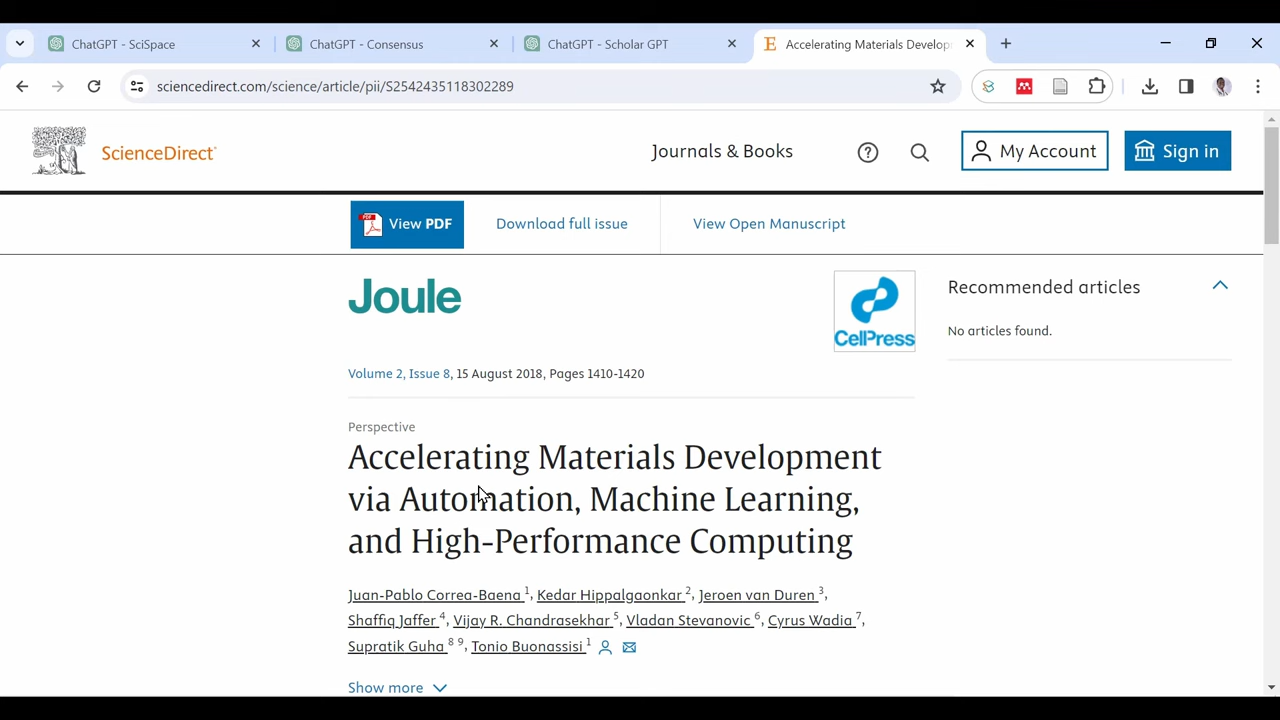 ChatGPT - SciSpace
ChatGPT - Consensus
ChatGPT - Scholar GPT
Accelerating Materials Develop
sciencedirect.com/science/article/pii/S2542435118302289
ScienceDirect
Journals & Books
My Account
Sign in
View PDF
Download full issue
View Open Manuscript
Joule
CellPress
Recommended articles
No articles found.
Volume 2, Issue 8, 15 August 2018, Pages 1410-1420
Perspective
Accelerating Materials Development
via Automation, Machine Learning,
and High-Performance Computing
Juan-Pablo Correa-Baena 1, Kedar Hippalgaonkar 2, Jeroen van Duren 3,
Shaffiq Jaffer 4, Vijay R. Chandrasekhar 5, Vladan Stevanovic 6, Cyrus Wadia 7,
Supratik Guha 8 9, Tonio Buonassisi 1
Show more